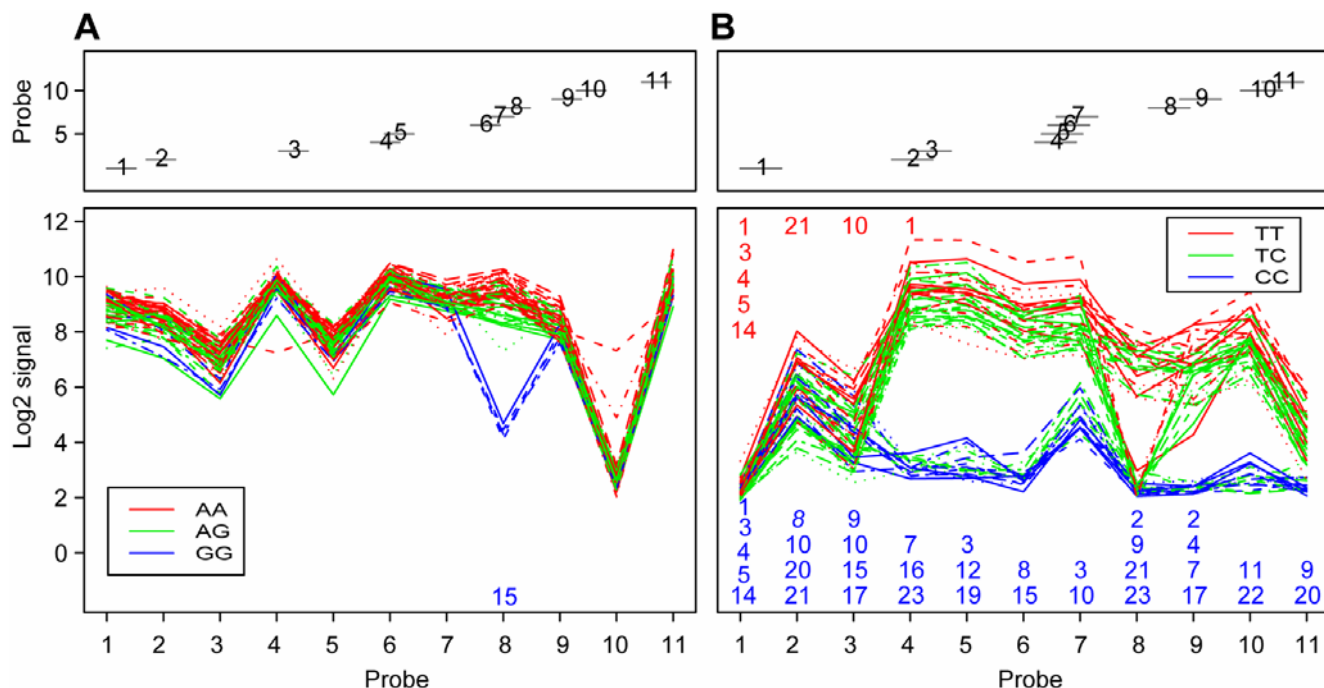 A
Probe
10
5
1 2 3 4 5 6 7 8 9 10 11
Log2 signal
12
10
8
6
4
2
0
AA
AG
GG
15
1 2 3 4 5 6 7 8 9 10 11
Probe
B
1 2 3 4 5 6 7 8 9 10 11
1 21 10 1
3
4
5
14
TT
TC
CC
1
3 8 9 2 2
4 10 10 7 3 9 4
5 20 15 16 12 8 3 21 7 11 9
14 21 17 23 19 15 10 23 17 22 20
1 2 3 4 5 6 7 8 9 10 11
Probe